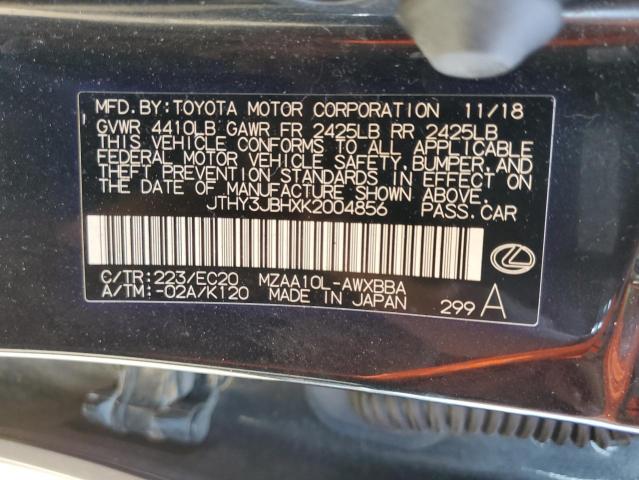 MFD. BY: TOYOTA MOTOR CORPORATION 11/18
GVWR 4410LB GAWR FR 2425LB RR 2425LB
THIS VEHICLE CONFORMS TO ALL APPLICABLE
FEDERAL MOTOR VEHICLE SAFETY, BUMPER, AND
THEFT PREVENTION STANDARDS IN EFFECT ON
THE DATE OF MANUFACTURE SHOWN ABOVE.
JTHY3JBHXK2004856 PASS. CAR
C/TR: 223/EC20 MZAA10L-AWXBBA
A/TM: -02A/K120 MADE IN JAPAN 299 A